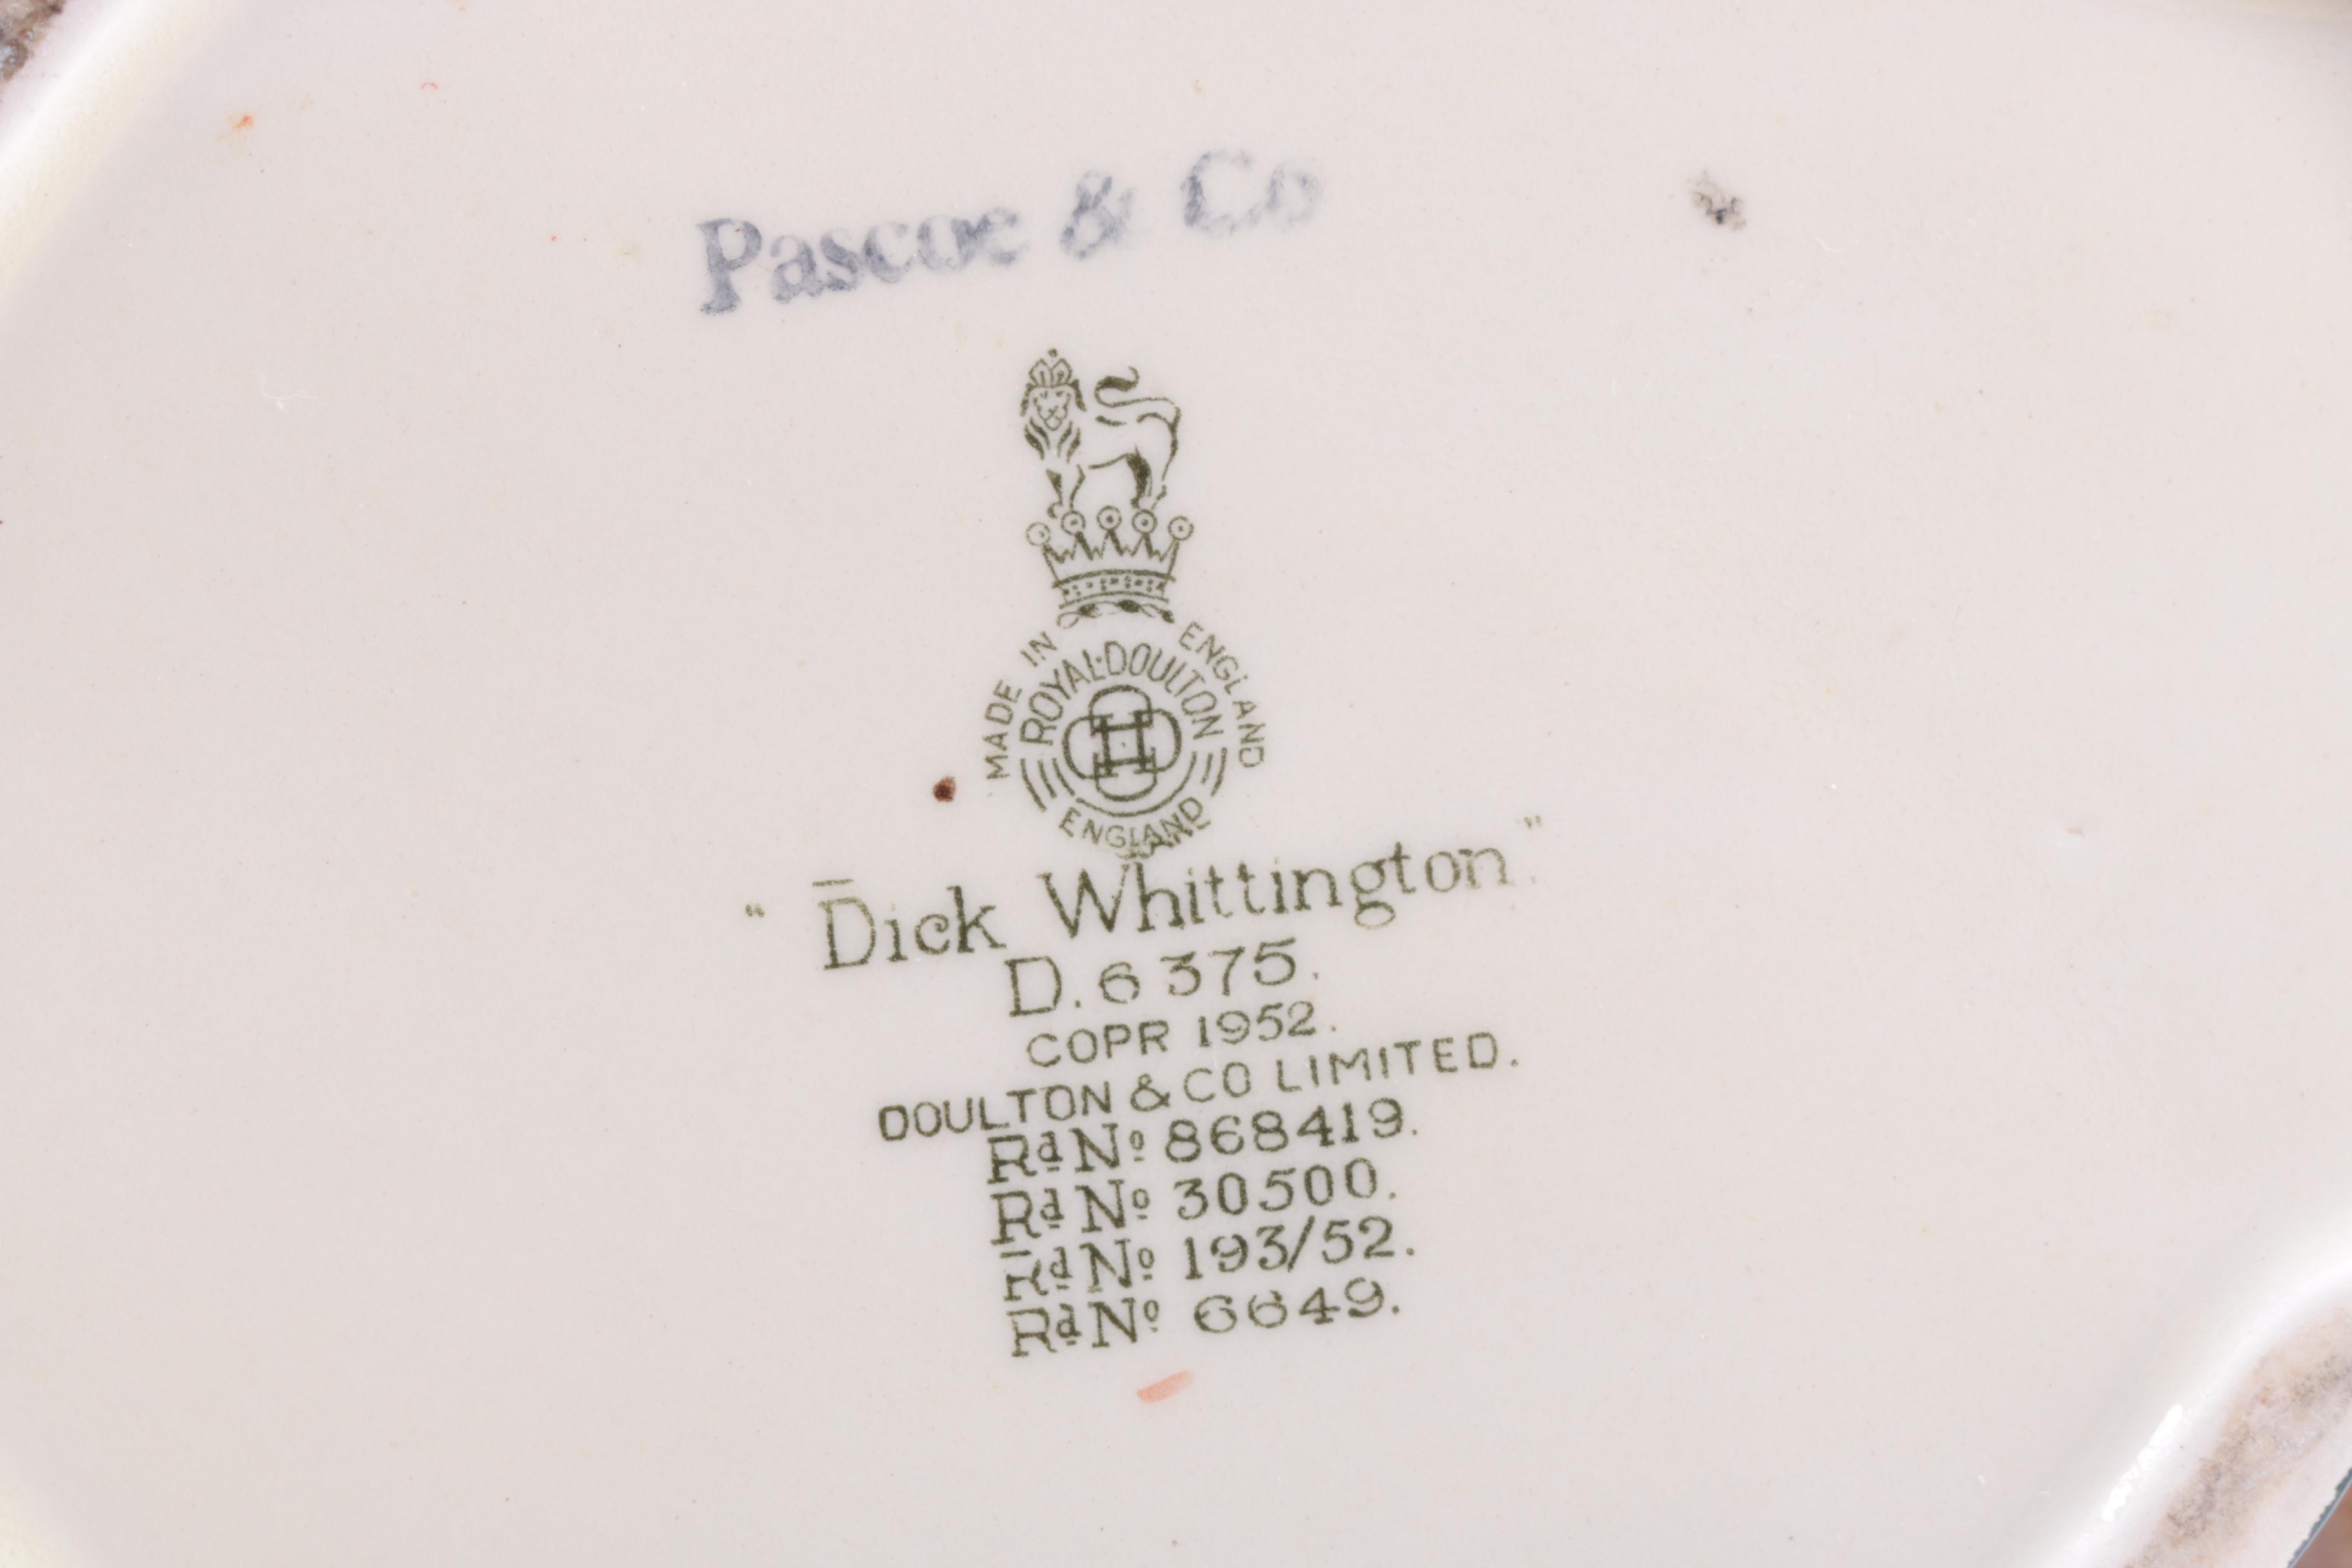 Pascoe & Co
MADE IN ENGLAND
ROYAL·DOULTON
ENGLAND
"Dick Whittington."
D.6375.
COPR 1952.
DOULTON & CO LIMITED.
Rd No 868419.
Rd No 30500.
Rd No 193/52.
Rd No 6649.